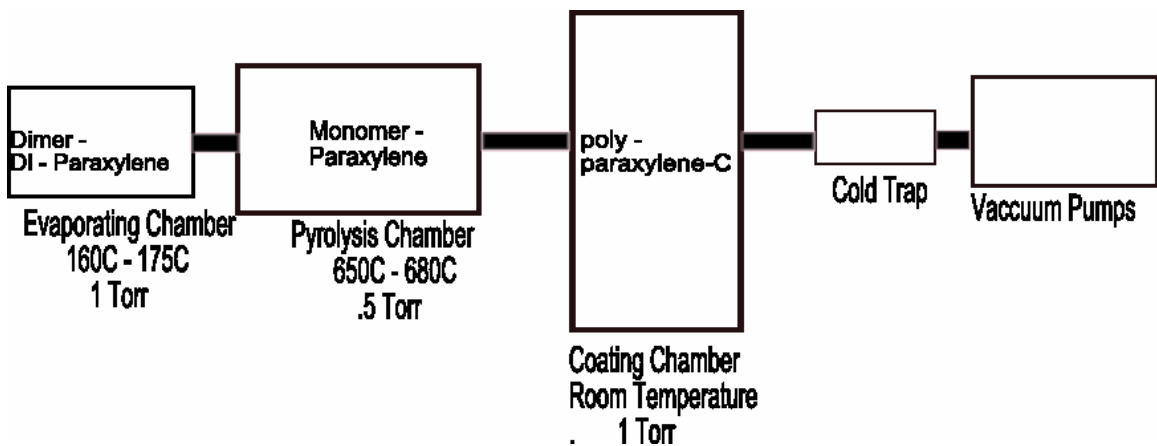 Dimer -
DI - Paraxylene
Evaporating Chamber
160C - 175C
1 Torr
Monomer -
Paraxylene
Pyrolysis Chamber
650C - 680C
.5 Torr
poly -
paraxylene-C
Coating Chamber
Room Temperature
. 1 Torr
Cold Trap
Vaccuum Pumps